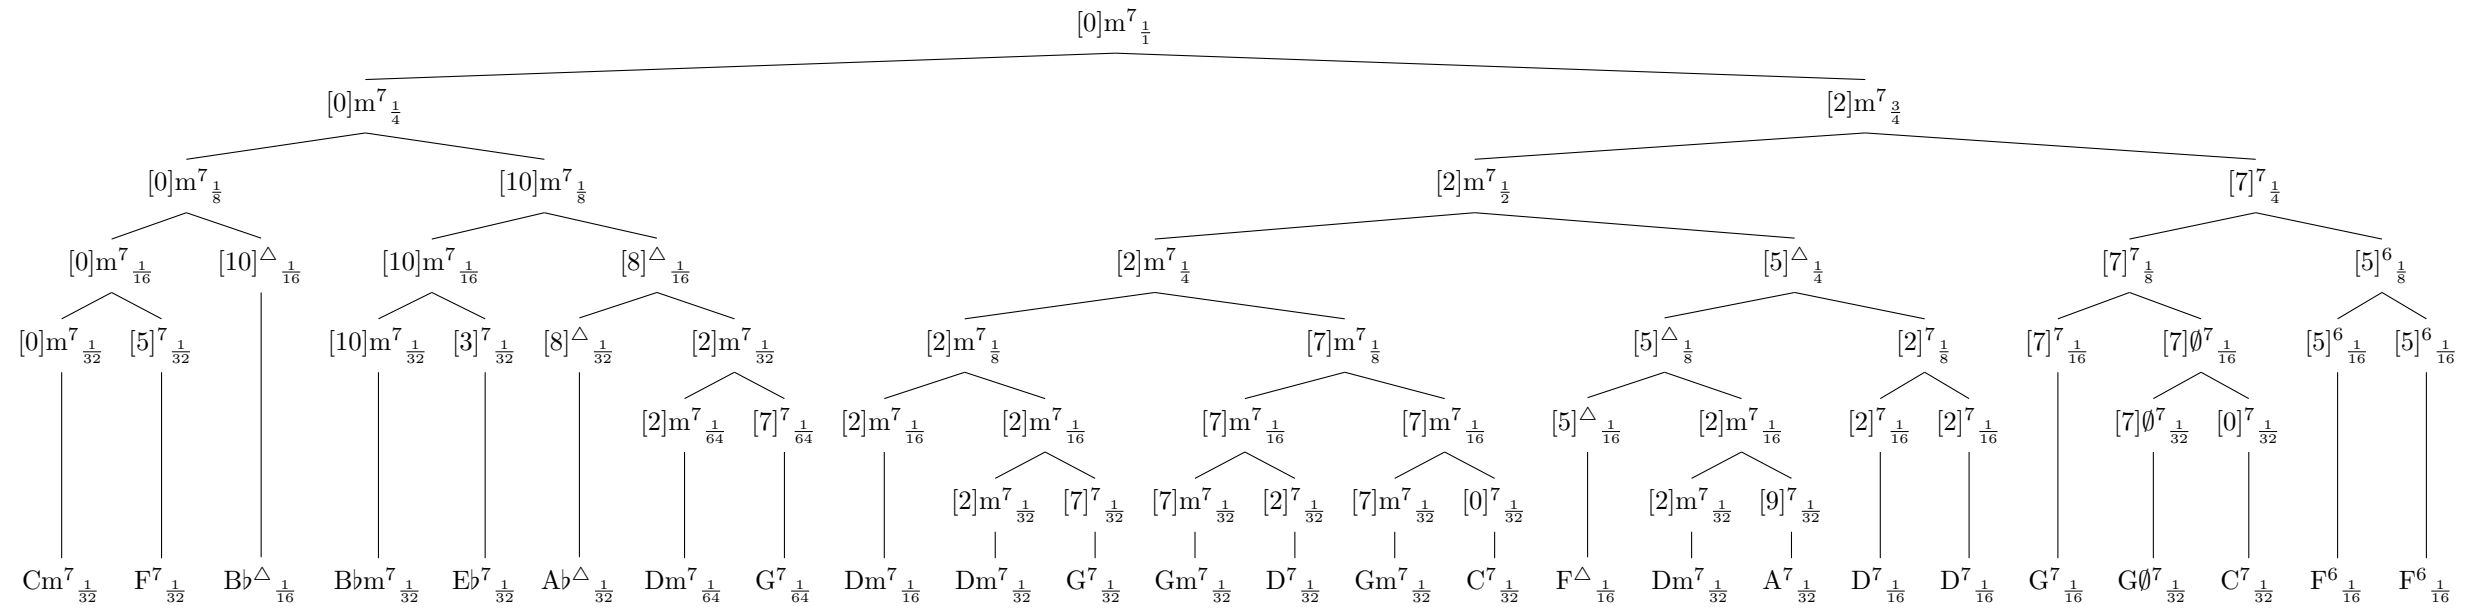 [0]m⁷ 1/1
[0]m⁷ 1/4 [2]m⁷ 3/4
[0]m⁷ 1/8 [10]m⁷ 1/8 [2]m⁷ 1/2 [7]⁷ 1/4
[0]m⁷ 1/16 [10]△ 1/16 [10]m⁷ 1/16 [8]△ 1/16 [2]m⁷ 1/4 [5]△ 1/4 [7]⁷ 1/8 [5]⁶ 1/8
[0]m⁷ 1/32 [5]⁷ 1/32 [10]m⁷ 1/32 [3]⁷ 1/32 [8]△ 1/32 [2]m⁷ 1/32 [2]m⁷ 1/8 [7]m⁷ 1/8 [5]△ 1/8 [2]⁷ 1/8 [7]⁷ 1/16 [7]∅⁷ 1/16 [5]⁶ 1/16 [5]⁶ 1/16
[2]m⁷ 1/64 [7]⁷ 1/64 [2]m⁷ 1/16 [2]m⁷ 1/16 [7]m⁷ 1/16 [7]m⁷ 1/16 [5]△ 1/16 [2]m⁷ 1/16 [2]⁷ 1/16 [2]⁷ 1/16 [7]∅⁷ 1/32 [0]⁷ 1/32
[2]m⁷ 1/32 [7]⁷ 1/32 [7]m⁷ 1/32 [2]⁷ 1/32 [7]m⁷ 1/32 [0]⁷ 1/32 [2]m⁷ 1/32 [9]⁷ 1/32
Cm⁷ 1/32 F⁷ 1/32 B♭△ 1/16 B♭m⁷ 1/32 E♭⁷ 1/32 A♭△ 1/32 Dm⁷ 1/64 G⁷ 1/64 Dm⁷ 1/16 Dm⁷ 1/32 G⁷ 1/32 Gm⁷ 1/32 D⁷ 1/32 Gm⁷ 1/32 C⁷ 1/32 F△ 1/16 Dm⁷ 1/32 A⁷ 1/32 D⁷ 1/16 D⁷ 1/16 G⁷ 1/16 G∅⁷ 1/32 C⁷ 1/32 F⁶ 1/16 F⁶ 1/16